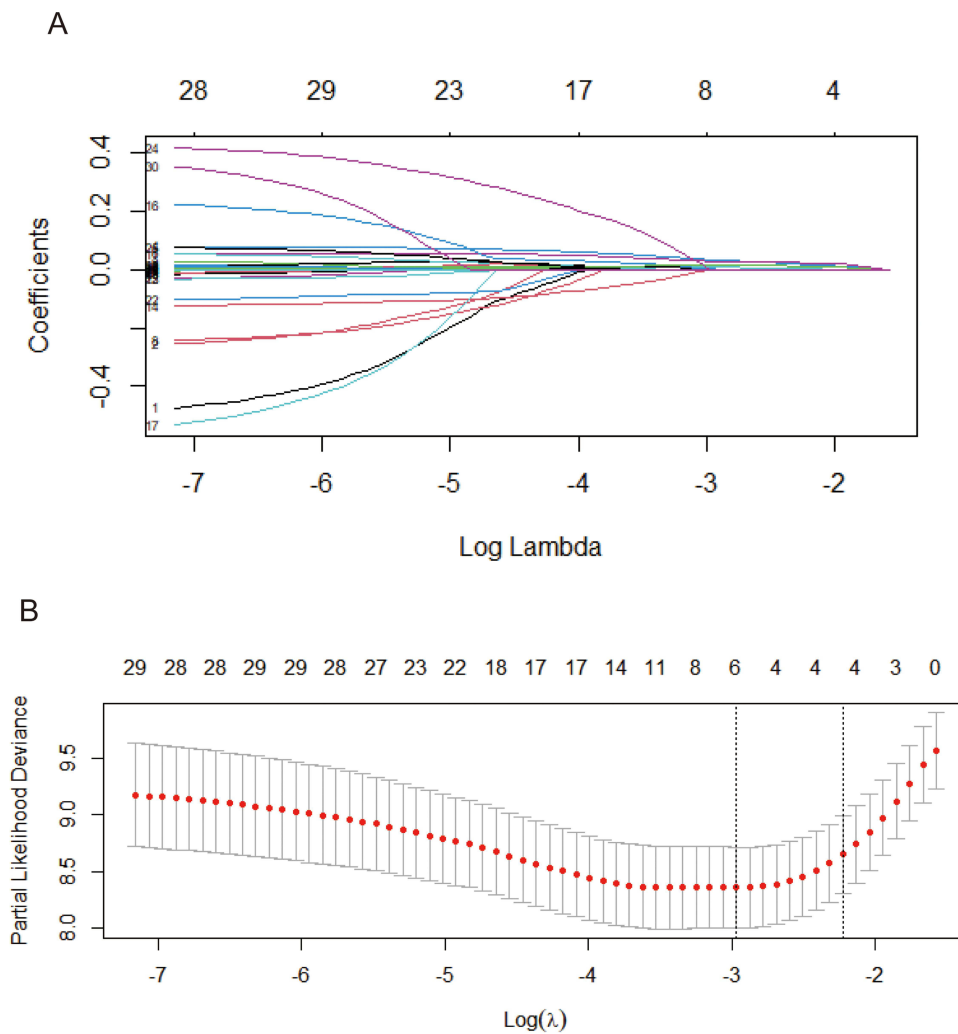 A
28 29 23 17 8 4
0.4
0.2
0.0
-0.4
Coefficients
24
30
16
22
14
1
17
-7 -6 -5 -4 -3 -2
Log Lambda
B
29 28 28 29 29 28 27 23 22 18 17 17 14 11 8 6 4 4 4 3 0
9.5
9.0
8.5
8.0
Partial Likelihood Deviance
-7 -6 -5 -4 -3 -2
Log(λ)